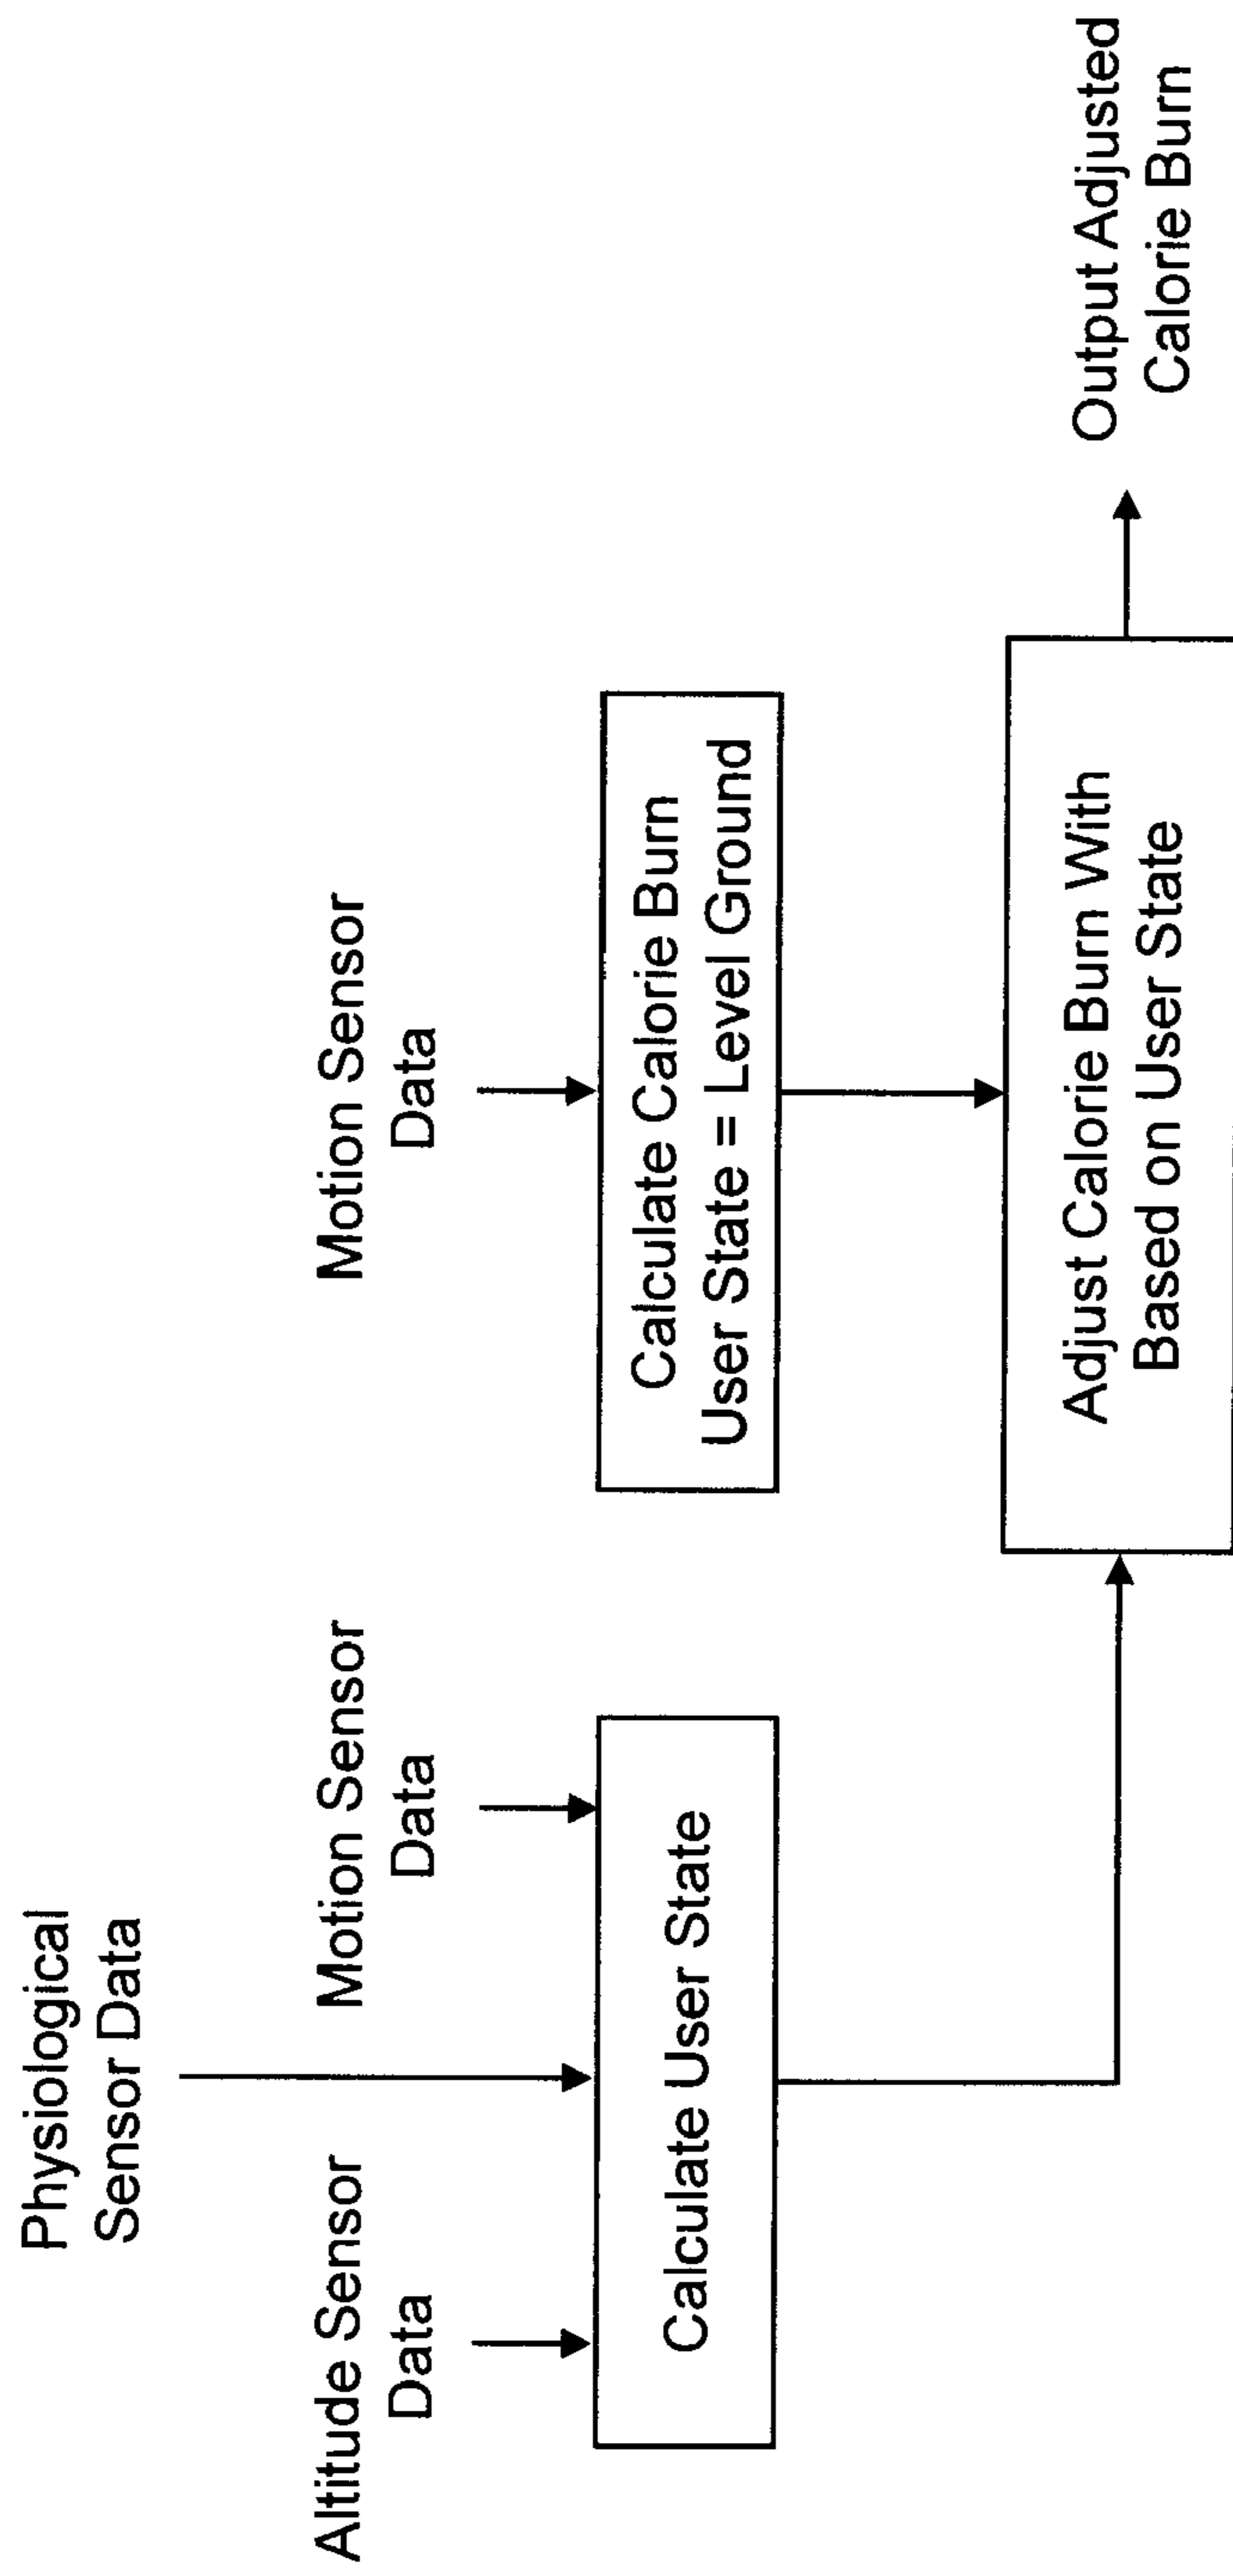 Physiological
Sensor Data
Altitude Sensor
Data
Motion Sensor
Data
Motion Sensor
Data
Calculate User State
Calculate Calorie Burn
User State = Level Ground
Adjust Calorie Burn With
Based on User State
Output Adjusted
Calorie Burn